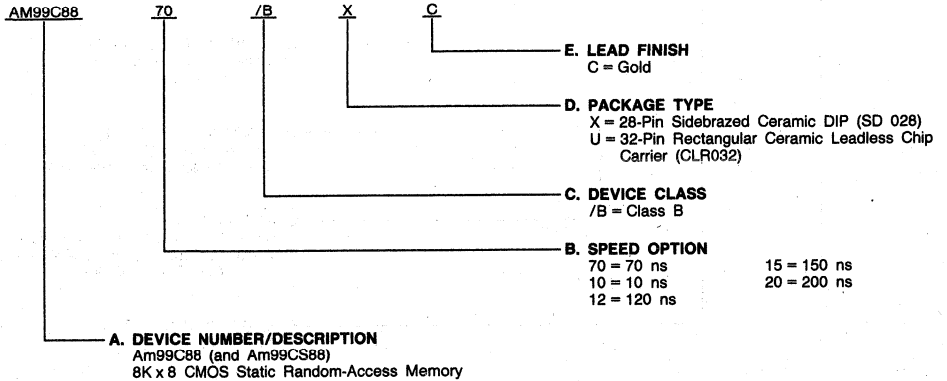 AM99C88 70 /B X C
E. LEAD FINISH
C = Gold
D. PACKAGE TYPE
X = 28-Pin Sidebrazed Ceramic DIP (SD 028)
U = 32-Pin Rectangular Ceramic Leadless Chip
Carrier (CLR032)
C. DEVICE CLASS
/B = Class B
B. SPEED OPTION
70 = 70 ns 15 = 150 ns
10 = 10 ns 20 = 200 ns
12 = 120 ns
A. DEVICE NUMBER/DESCRIPTION
Am99C88 (and Am99CS88)
8K x 8 CMOS Static Random-Access Memory